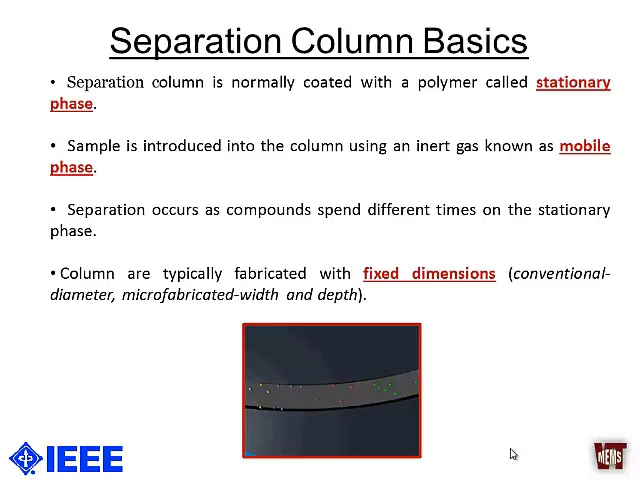 Separation Column Basics
• Separation column is normally coated with a polymer called stationary
phase.
• Sample is introduced into the column using an inert gas known as mobile
phase.
• Separation occurs as compounds spend different times on the stationary
phase.
• Column are typically fabricated with fixed dimensions (conventional-
diameter, microfabricated-width and depth).
IEEE
VT
MEMS